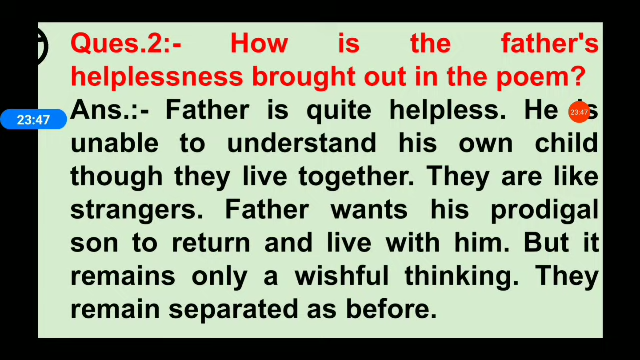 Ques.2:- How is the father's
helplessness brought out in the poem?
Ans.:- Father is quite helpless. He is
23:47
23:47
unable to understand his own child
though they live together. They are like
strangers. Father wants his prodigal
son to return and live with him. But it
remains only a wishful thinking. They
remain separated as before.